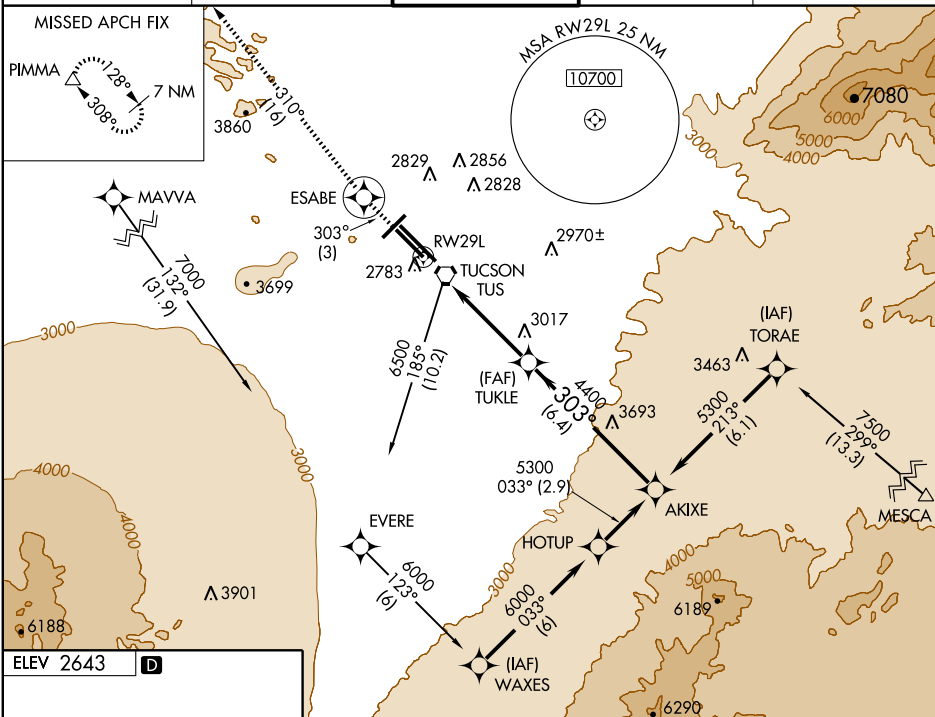 MISSED APCH FIX
PIMMA
128°
308°
7 NM
310°
(16)
3860
MSA RW29L 25 NM
10700
7080
6000
5000
4000
3000
2829
2856
2828
MAVVA
ESABE
303°
(3)
RW29L
2970±
2783
TUCSON
TUS
7000
132°
(31.9)
3699
3000
6500
185°
(10.2)
3017
(FAF)
TUKLE
(IAF)
TORAE
3463
4400
303°
(6.4)
3693
5300
213°
(6.1)
7500
299°
(13.3)
MESCA
5300
033° (2.9)
AKIXE
4000
4000
3000
EVERE
HOTUP
6000
123°
(6)
3000
6000
033°
(6)
4000
5000
6189
3901
6188
(IAF)
WAXES
ELEV 2643
D
6290